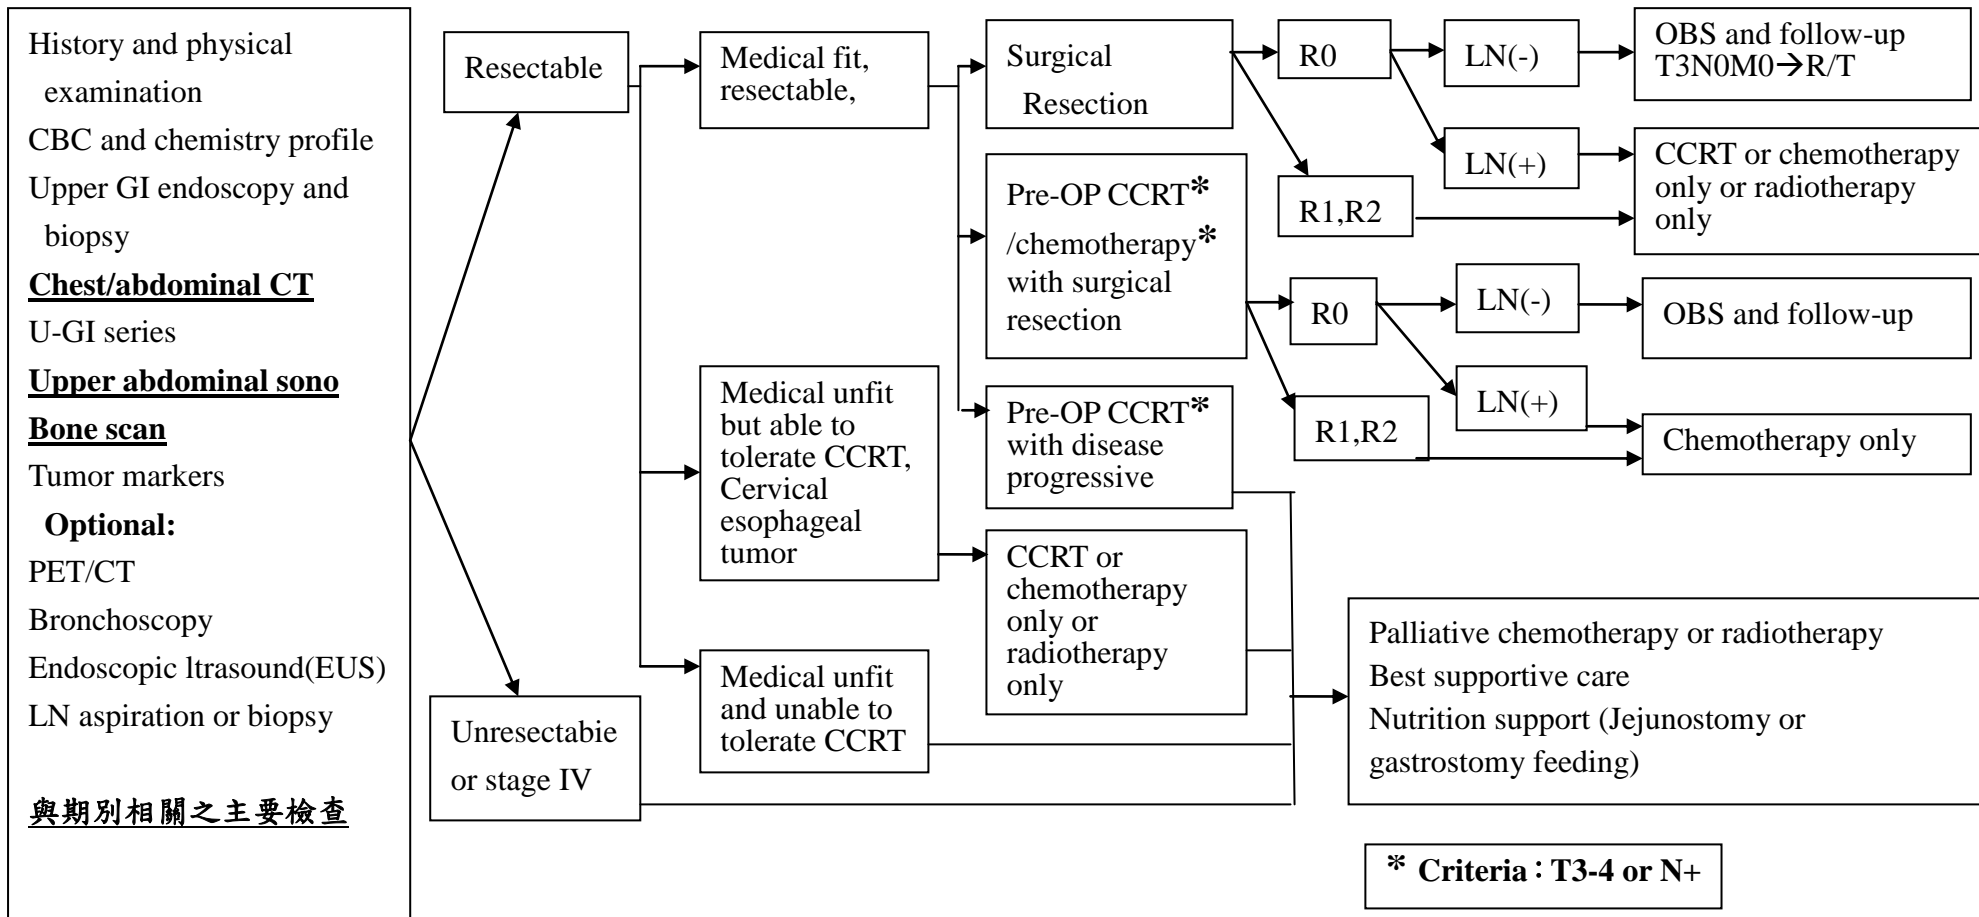 History and physical
examination
CBC and chemistry profile
Upper GI endoscopy and
biopsy
Chest/abdominal CT
U-GI series
Upper abdominal sono
Bone scan
Tumor markers
Optional:
PET/CT
Bronchoscopy
Endoscopic ltrasound(EUS)
LN aspiration or biopsy
與期別相關之主要檢查
Resectable
Unresectabie
or stage IV
Medical fit,
resectable,
Medical unfit
but able to
tolerate CCRT,
Cervical
esophageal
tumor
Medical unfit
and unable to
tolerate CCRT
Surgical
Resection
Pre-OP CCRT*
/chemotherapy*
with surgical
resection
Pre-OP CCRT*
with disease
progressive
CCRT or
chemotherapy
only or
radiotherapy
only
R0
R1,R2
LN(-)
LN(+)
OBS and follow-up
T3N0M0→R/T
CCRT or chemotherapy
only or radiotherapy
only
R0
R1,R2
LN(-)
LN(+)
OBS and follow-up
Chemotherapy only
Palliative chemotherapy or radiotherapy
Best supportive care
Nutrition support (Jejunostomy or
gastrostomy feeding)
* Criteria：T3-4 or N+